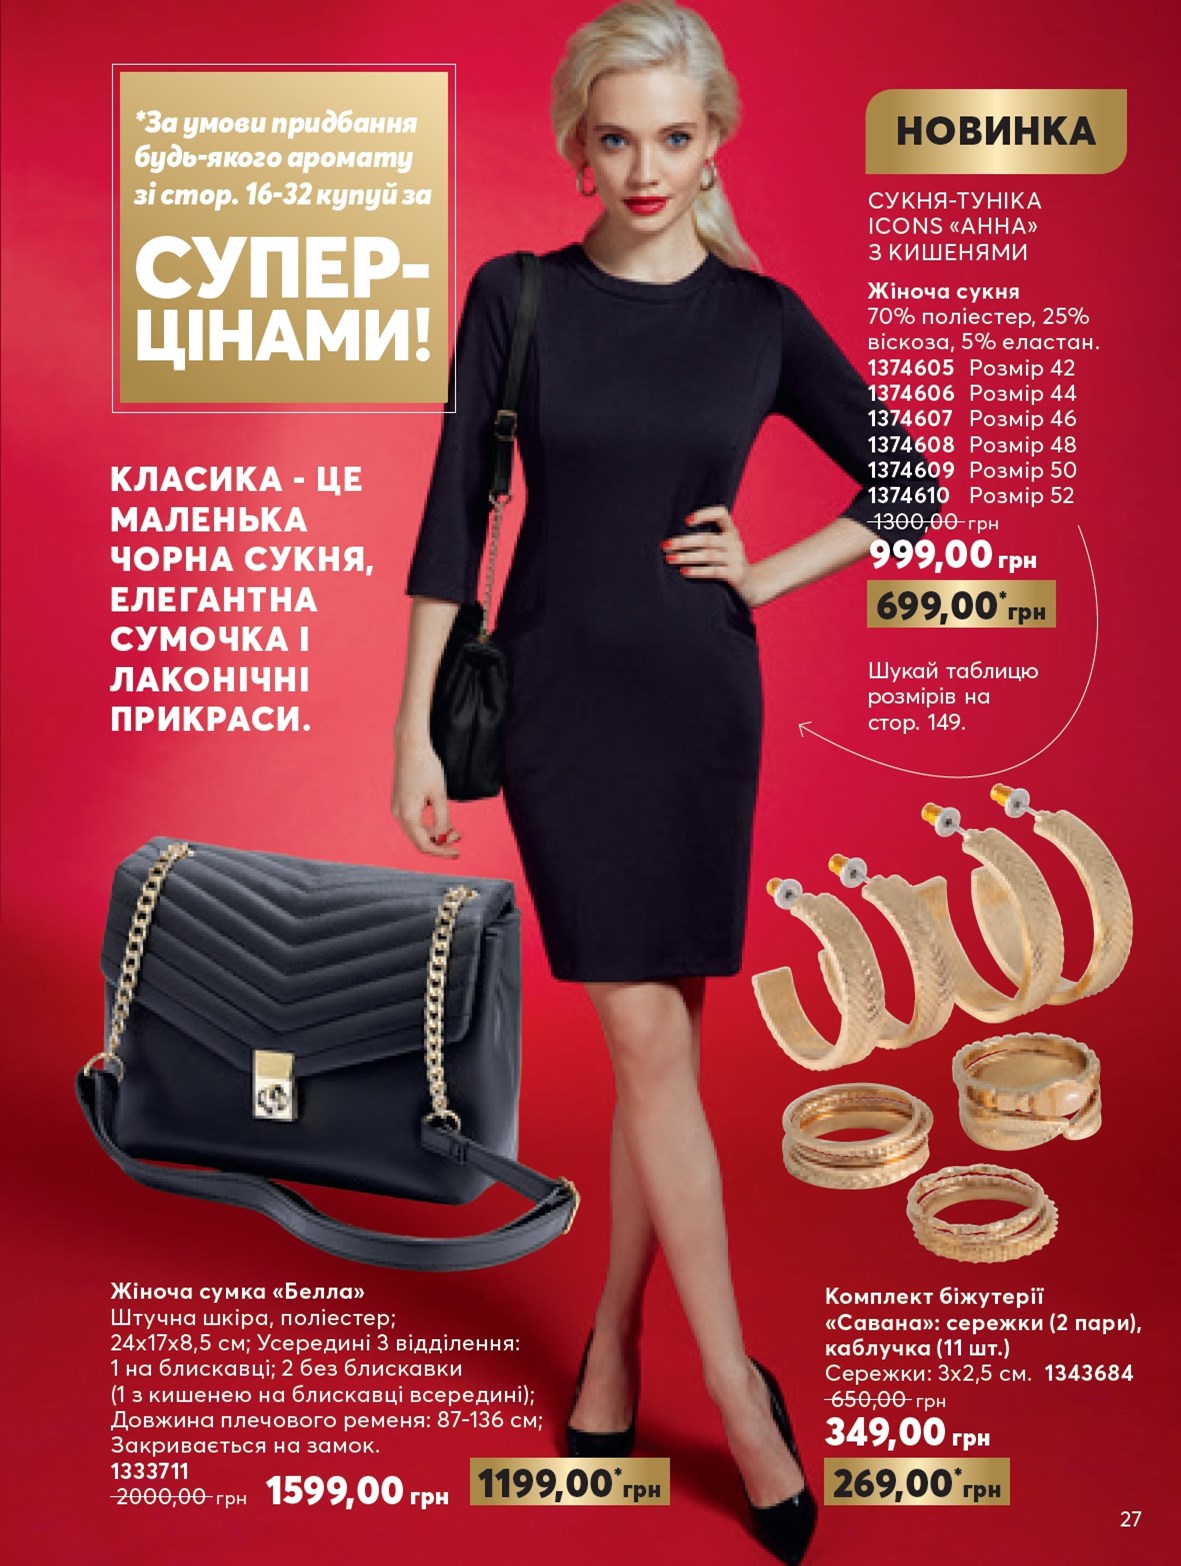 *За умови придбання
будь-якого аромату
зі стор. 16-32 купуй за
СУПЕР-
ЦІНАМИ!
КЛАСИКА - ЦЕ
МАЛЕНЬКА
ЧОРНА СУКНЯ,
ЕЛЕГАНТНА
СУМОЧКА І
ЛАКОНІЧНІ
ПРИКРАСИ.
НОВИНКА
СУКНЯ-ТУНІКА
ICONS «АННА»
З КИШЕНЯМИ
Жіноча сукня
70% поліестер, 25%
віскоза, 5% еластан.
1374605 Розмір 42
1374606 Розмір 44
1374607 Розмір 46
1374608 Розмір 48
1374609 Розмір 50
1374610 Розмір 52
1300,00 грн
999,00 грн
699,00* грн
Шукай таблицю
розмірів на
стор. 149.
Жіноча сумка «Белла»
Штучна шкіра, поліестер;
24х17х8,5 см; Усередині 3 відділення:
1 на блискавці; 2 без блискавки
(1 з кишенею на блискавці всередині);
Довжина плечового ременя: 87-136 см;
Закривається на замок.
1333711
2000,00 грн 1599,00 грн 1199,00* грн
Комплект біжутерії
«Савана»: сережки (2 пари),
каблучка (11 шт.)
Сережки: 3х2,5 см. 1343684
650,00 грн
349,00 грн
269,00* грн
27